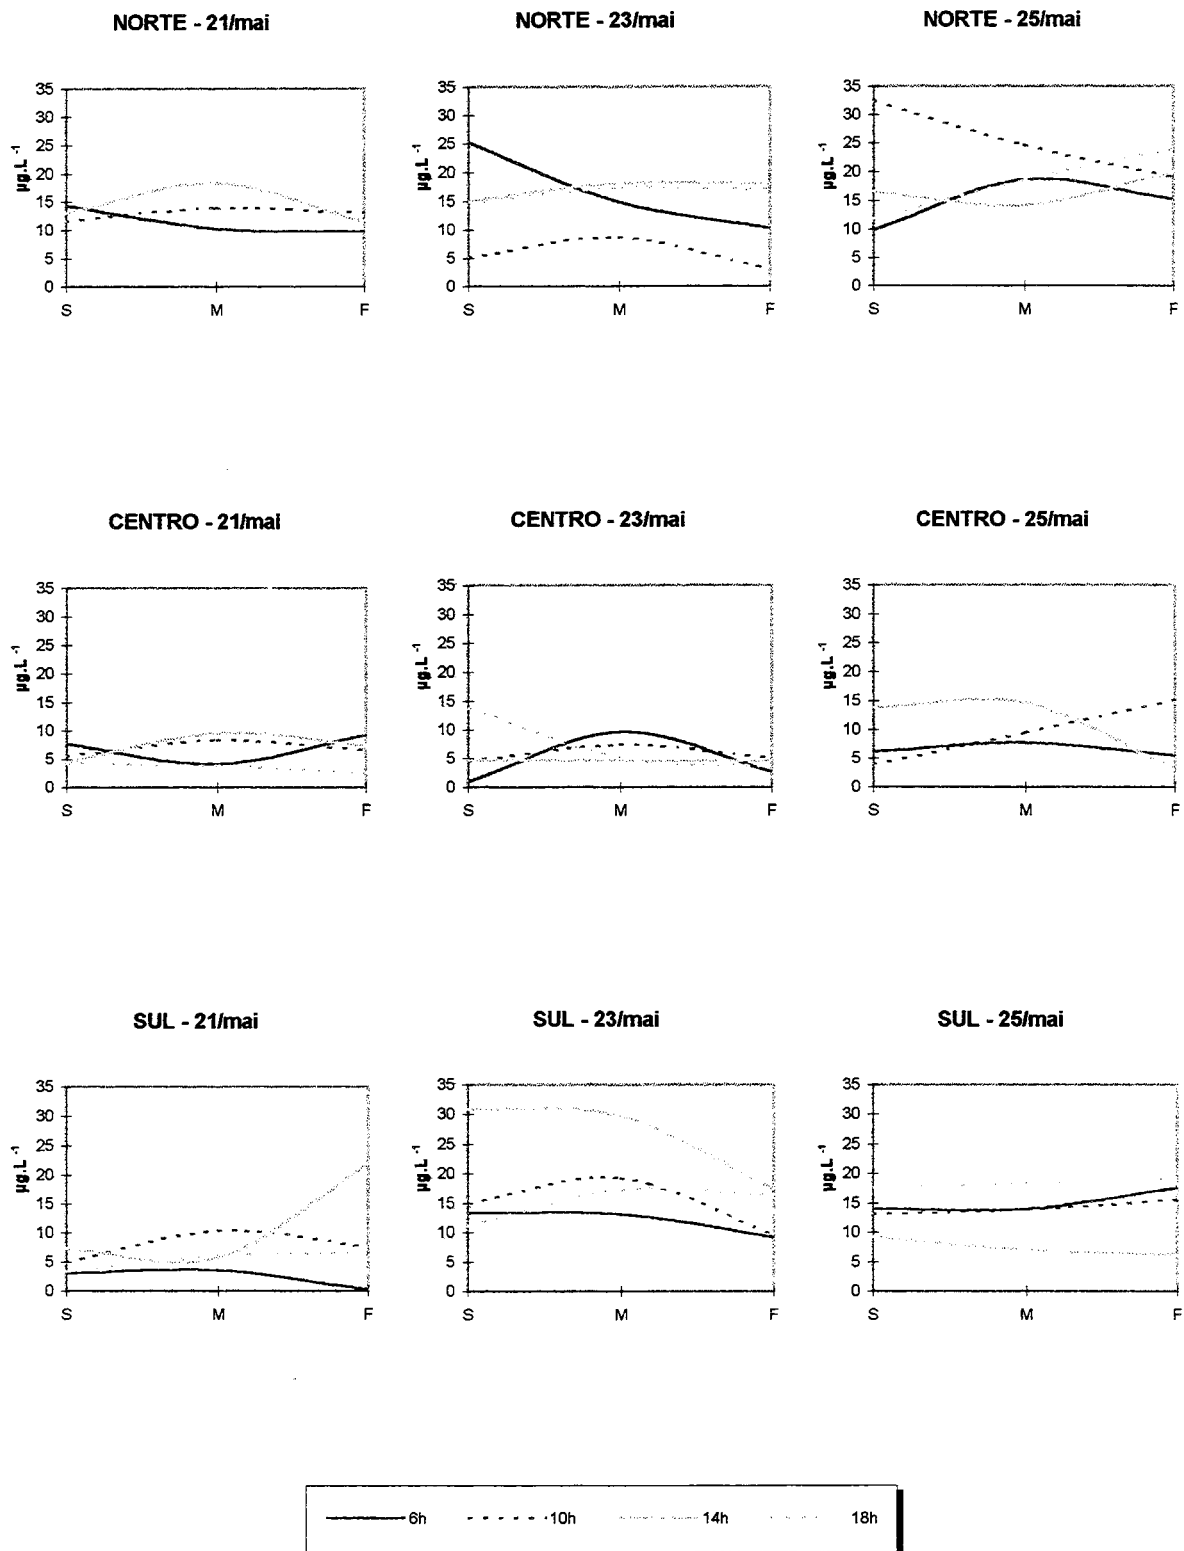 NORTE - 21/mai
35
30
25
20
15
10
5
0
µg.L⁻¹
S M F
NORTE - 23/mai
35
30
25
20
15
10
5
0
µg.L⁻¹
S M F
NORTE - 25/mai
35
30
25
20
15
10
5
0
µg.L⁻¹
S M F
CENTRO - 21/mai
35
30
25
20
15
10
5
0
µg.L⁻¹
S M F
CENTRO - 23/mai
35
30
25
20
15
10
5
0
µg.L⁻¹
S M F
CENTRO - 25/mai
35
30
25
20
15
10
5
0
µg.L⁻¹
S M F
SUL - 21/mai
35
30
25
20
15
10
5
0
µg.L⁻¹
S M F
SUL - 23/mai
35
30
25
20
15
10
5
0
µg.L⁻¹
S M F
SUL - 25/mai
35
30
25
20
15
10
5
0
µg.L⁻¹
S M F
6h 10h 14h 18h